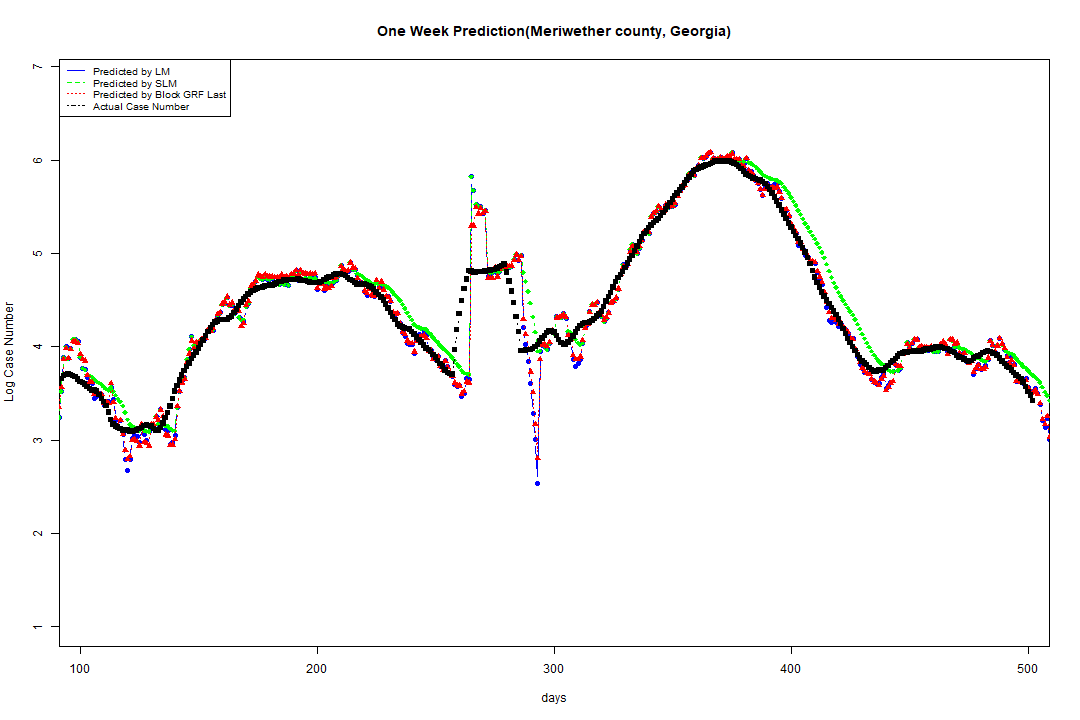 One Week Prediction(Meriwether county, Georgia)
Predicted by LM
Predicted by SLM
Predicted by Block GRF Last
Actual Case Number
7
6
5
4
3
2
1
Log Case Number
100 200 300 400 500
days